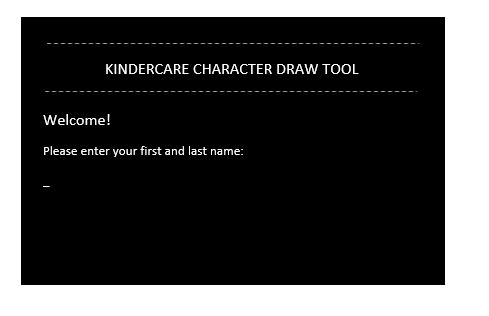 --------------------------------------------------------------
KINDERCARE CHARACTER DRAW TOOL
--------------------------------------------------------------
Welcome!
Please enter your first and last name:
_